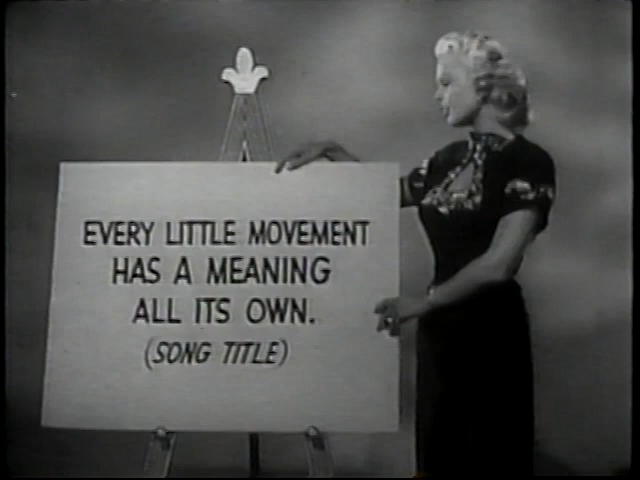 EVERY LITTLE MOVEMENT
HAS A MEANING
ALL ITS OWN.
(SONG TITLE)